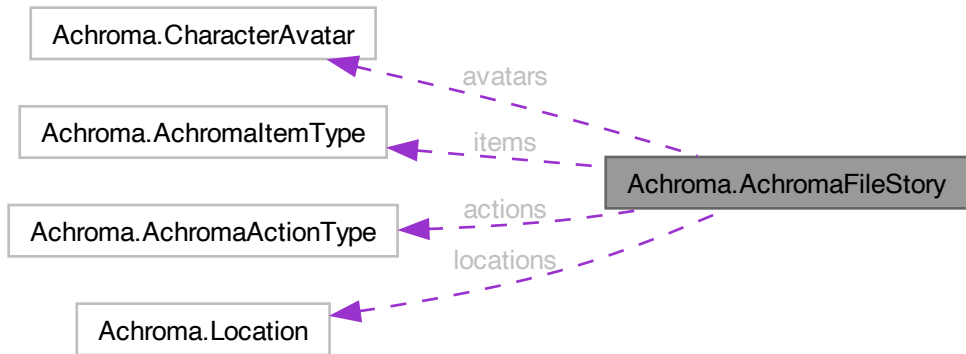 Achroma.CharacterAvatar
avatars
Achroma.AchromaItemType
items
Achroma.AchromaFileStory
Achroma.AchromaActionType
actions
locations
Achroma.Location